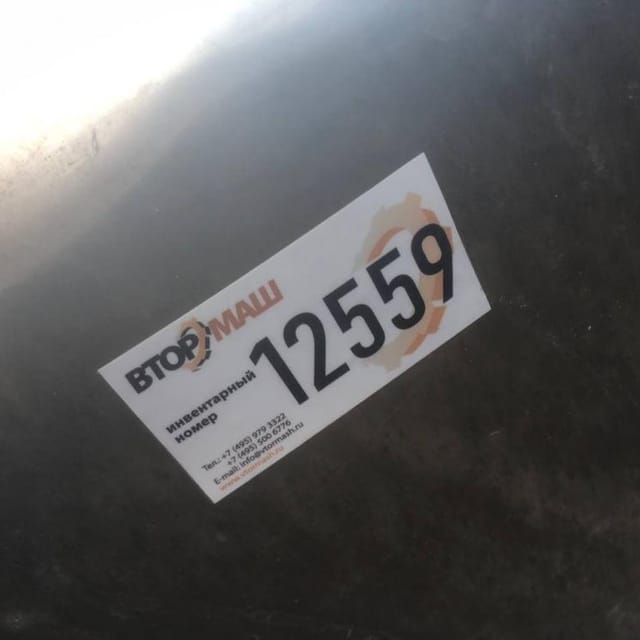 ВТОРМАШ
инвентарный
номер
12559
Тел.: +7 (495) 979 3322
+7 (495) 500 6776
E-mail: info@vtormash.ru
www.vtormash.ru